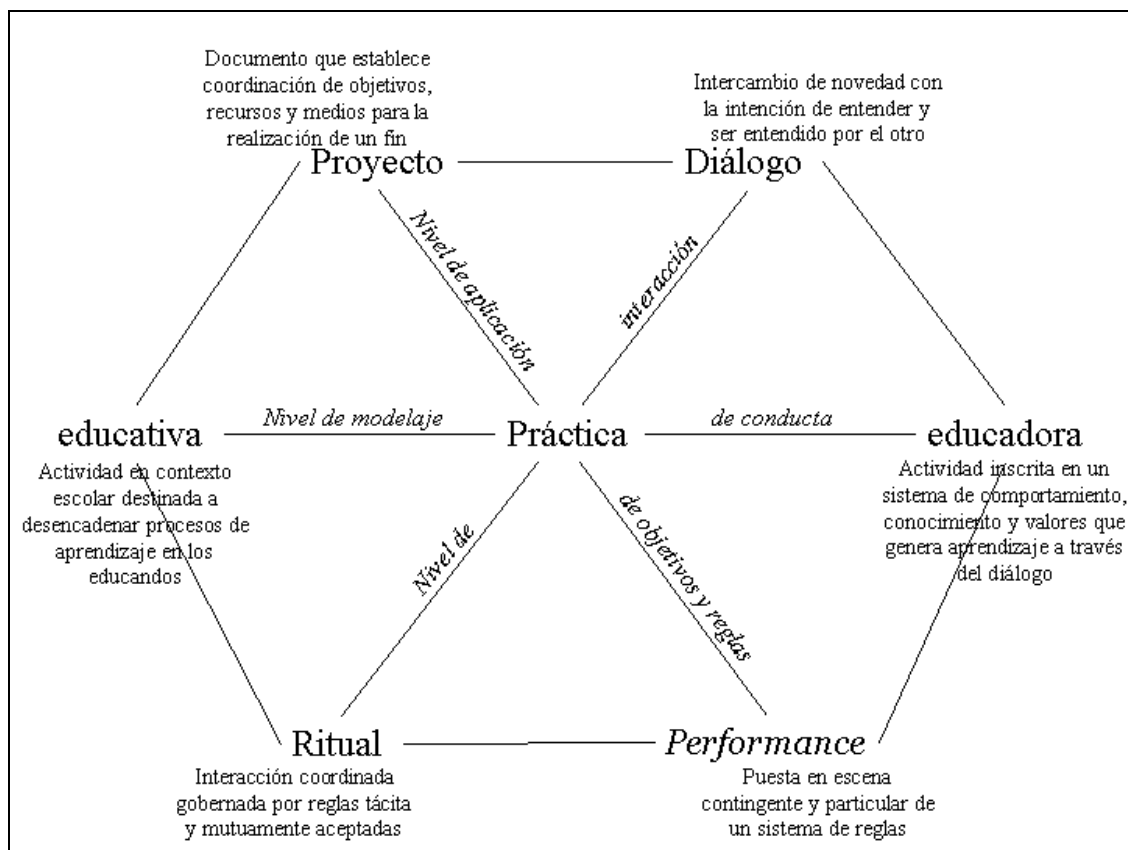 Documento que establece
coordinación de objetivos,
recursos y medios para la
realización de un fin
Proyecto
Intercambio de novedad con
la intención de entender y
ser entendido por el otro
Diálogo
Nivel de aplicación
interacción
educativa
Nivel de modelaje
Práctica
de conducta
educadora
Actividad en contexto
escolar destinada a
desencadenar procesos de
aprendizaje en los
educandos
Actividad inscrita en un
sistema de comportamiento,
conocimiento y valores que
genera aprendizaje a través
del diálogo
Nivel de
de objetivos y reglas
Ritual
Interacción coordinada
gobernada por reglas tácita
y mutuamente aceptadas
Performance
Puesta en escena
contingente y particular de
un sistema de reglas